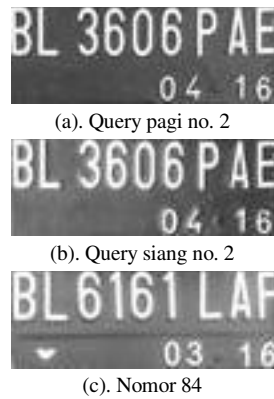 BL 3606 PAE
04 16
(a). Query pagi no. 2
BL 3606 PAE
04 16
(b). Query siang no. 2
BL 6161 LAF
03 16
(c). Nomor 84